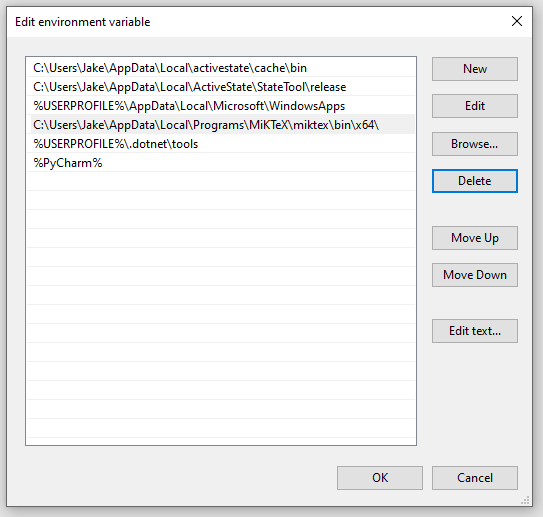 Edit environment variable
C:\Users\Jake\AppData\Local\activestate\cache\bin
New
C:\Users\Jake\AppData\Local\ActiveState\StateTool\release
%USERPROFILE%\AppData\Local\Microsoft\WindowsApps
Edit
C:\Users\Jake\AppData\Local\Programs\MiKTeX\miktex\bin\x64\
%USERPROFILE%\.dotnet\tools
Browse...
%PyCharm%
Delete
Move Up
Move Down
Edit text...
OK
Cancel